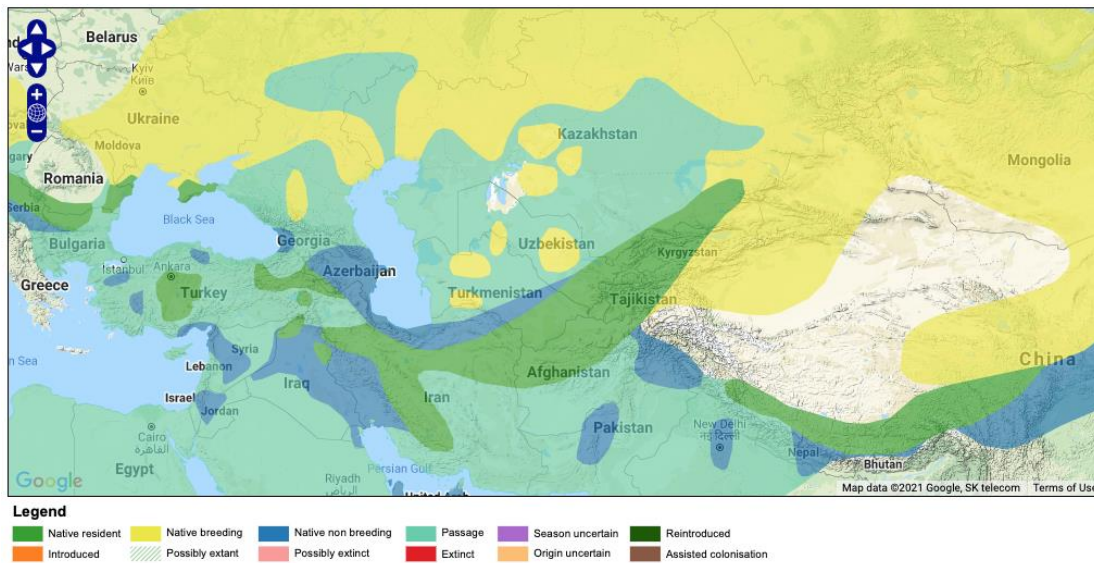 Belarus
Kyiv
Київ
Ukraine
Moldova
Romania
Serbia
Black Sea
Bulgaria
Istanbul
Ankara
Greece
Turkey
Georgia
Azerbaijan
Kazakhstan
Uzbekistan
Turkmenistan
Kyrgyzstan
Tajikistan
Mongolia
China
Syria
Lebanon
Israel
Jordan
Iraq
Iran
Afghanistan
Pakistan
New Delhi
Nepal
Bhutan
Cairo
القاهرة
Egypt
Riyadh
الرياض
Persian Gulf
Google
Map data ©2021 Google, SK telecom Terms of Use
Legend
Native resident Native breeding Native non breeding Passage Season uncertain Reintroduced
Introduced Possibly extant Possibly extinct Extinct Origin uncertain Assisted colonisation